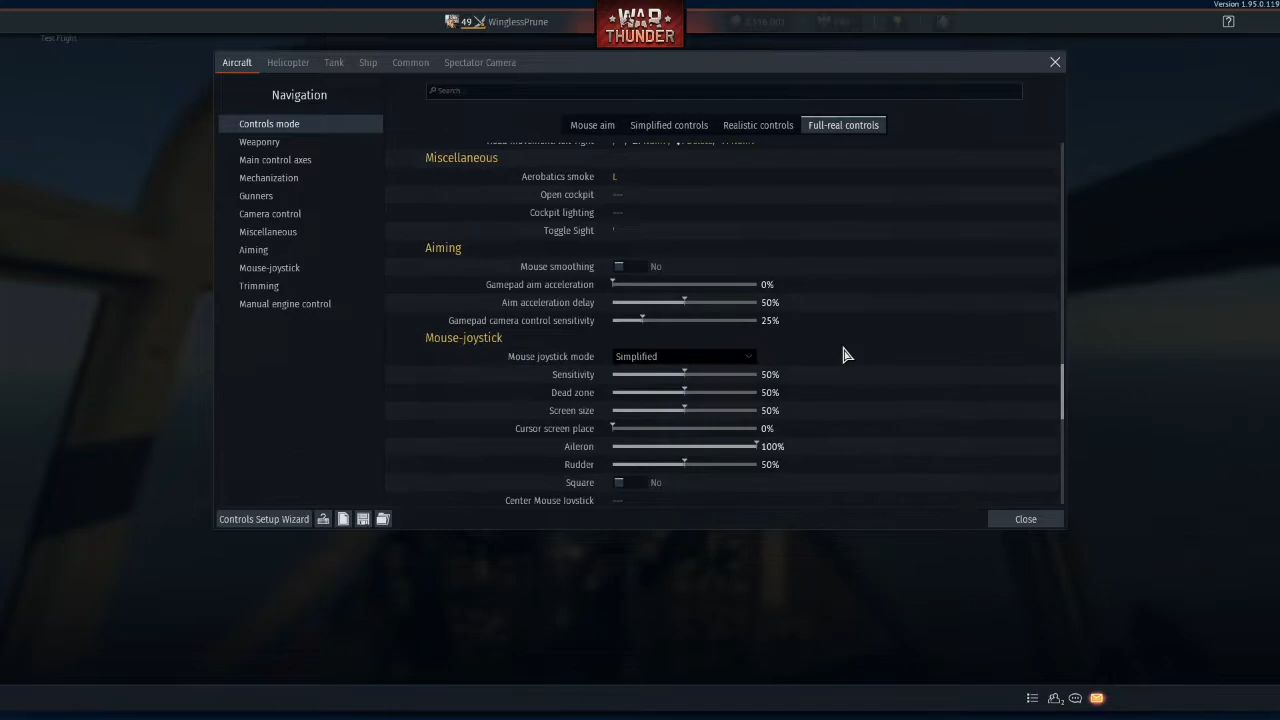 Version 1.95.0.119
49 WinglessPrune
WAR THUNDER
Test Flight
Aircraft Helicopter Tank Ship Common Spectator Camera
Navigation
Search
Controls mode
Weaponry
Main control axes
Mechanization
Gunners
Camera control
Miscellaneous
Aiming
Mouse-joystick
Trimming
Manual engine control
Mouse aim Simplified controls Realistic controls Full-real controls
Miscellaneous
Aerobatics smoke L
Open cockpit ---
Cockpit lighting ---
Toggle Sight '
Aiming
Mouse smoothing No
Gamepad aim acceleration 0%
Aim acceleration delay 50%
Gamepad camera control sensitivity 25%
Mouse-joystick
Mouse joystick mode Simplified
Sensitivity 50%
Dead zone 50%
Screen size 50%
Cursor screen place 0%
Aileron 100%
Rudder 50%
Square No
Center Mouse Joystick ---
Controls Setup Wizard
Close